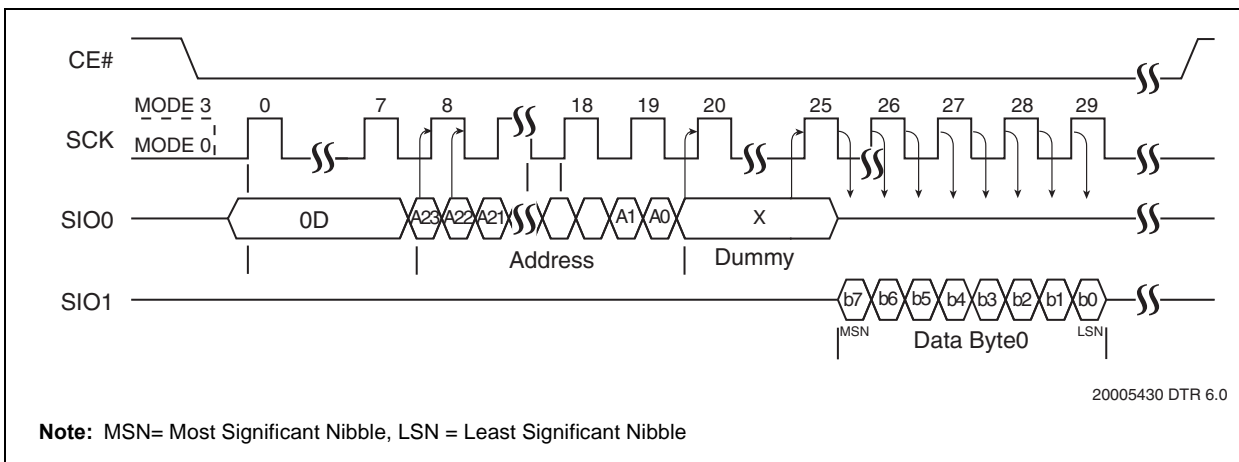 CE#
MODE 3 0 7 8 18 19 20 25 26 27 28 29
SCK
MODE 0
SIO0 0D A23 A22 A21 A1 A0 X
Address Dummy
SIO1 b7 b6 b5 b4 b3 b2 b1 b0
MSN LSN
Data Byte0
20005430 DTR 6.0
Note: MSN= Most Significant Nibble, LSN = Least Significant Nibble